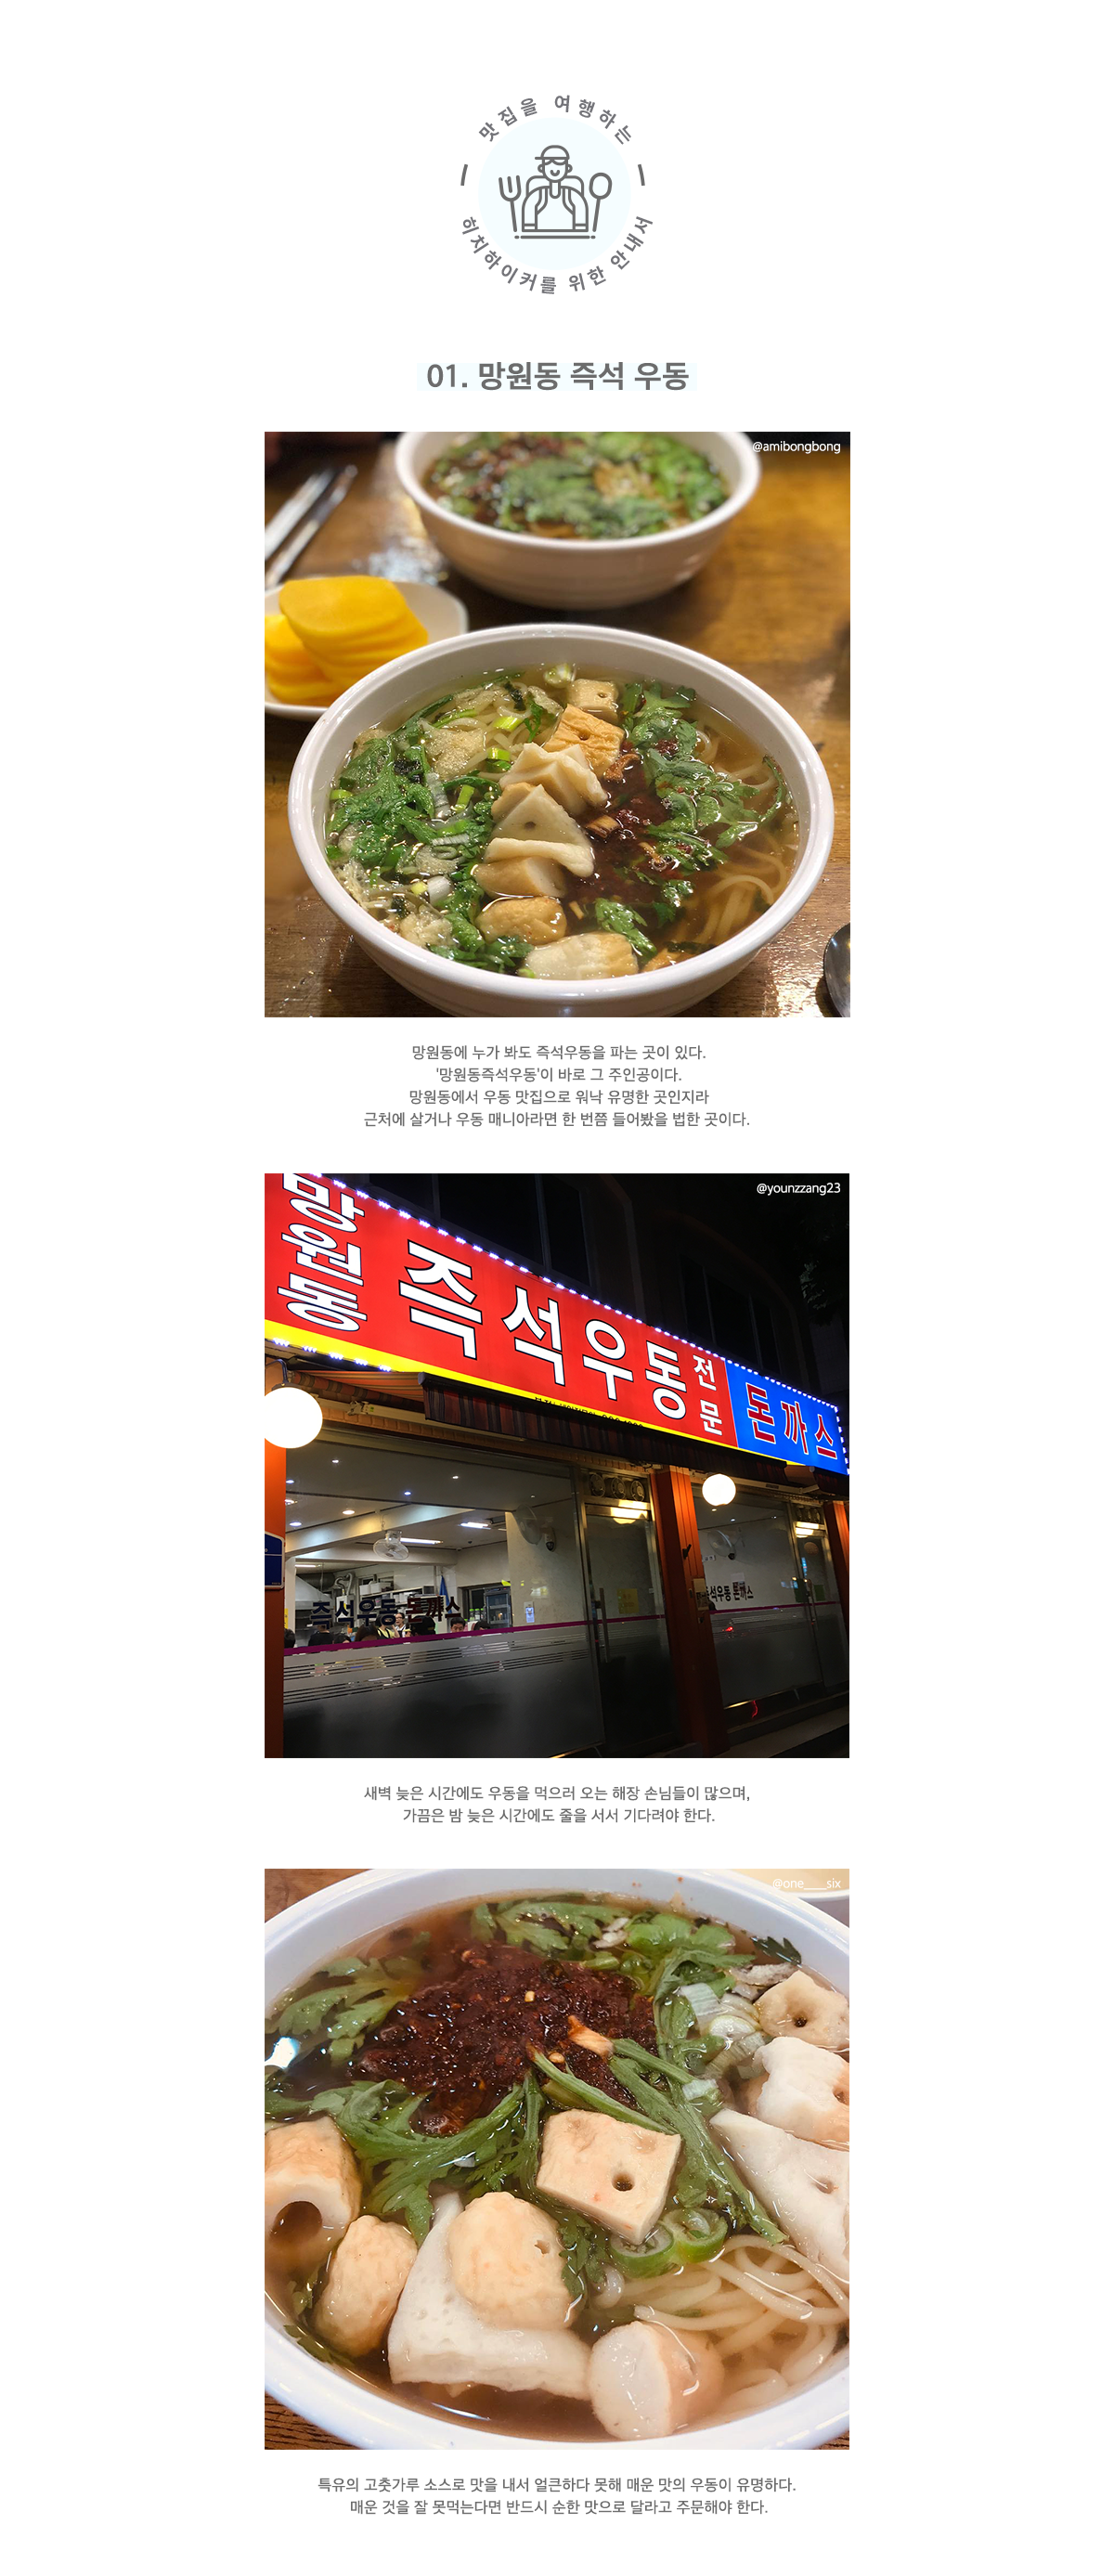 맛집을 여행하는
히치하이커를 위한 안내서
01. 망원동 즉석 우동
@amibongbong
망원동에 누가 봐도 즉석우동을 파는 곳이 있다.
'망원동즉석우동'이 바로 그 주인공이다.
망원동에서 우동 맛집으로 워낙 유명한 곳인지라
근처에 살거나 우동 매니아라면 한 번쯤 들어봤을 법한 곳이다.
@younzzang23
망원동 즉석우동 전문 돈까스
즉석우동 돈까스
즉석우동 돈까스
새벽 늦은 시간에도 우동을 먹으러 오는 해장 손님들이 많으며,
가끔은 밤 늦은 시간에도 줄을 서서 기다려야 한다.
@one____six
특유의 고춧가루 소스로 맛을 내서 얼큰하다 못해 매운 맛의 우동이 유명하다.
매운 것을 잘 못먹는다면 반드시 순한 맛으로 달라고 주문해야 한다.